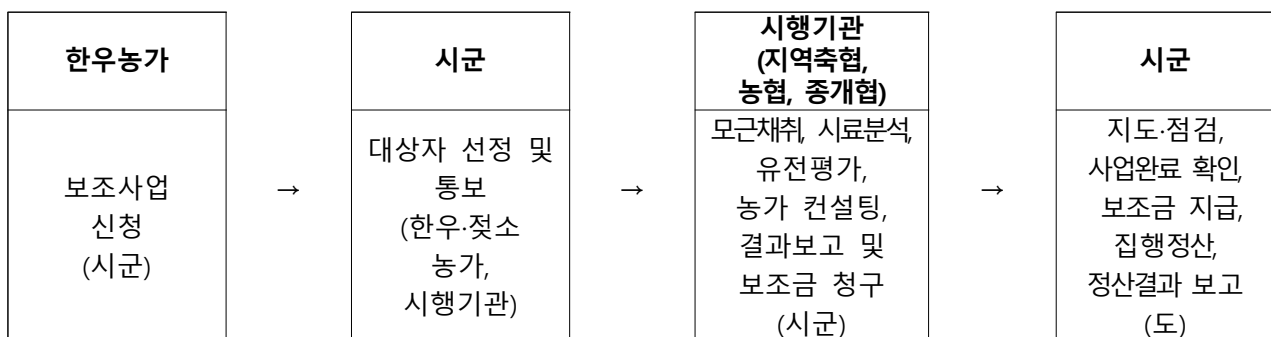 한우농가
보조사업
신청
(시군)
→
시군
대상자 선정 및
통보
(한우·젖소
농가,
시행기관)
→
시행기관
(지역축협,
농협, 종개협)
모근채취, 시료분석,
유전평가,
농가 컨설팅,
결과보고 및
보조금 청구
(시군)
→
시군
지도·점검,
사업완료 확인,
보조금 지급,
집행정산,
정산결과 보고
(도)